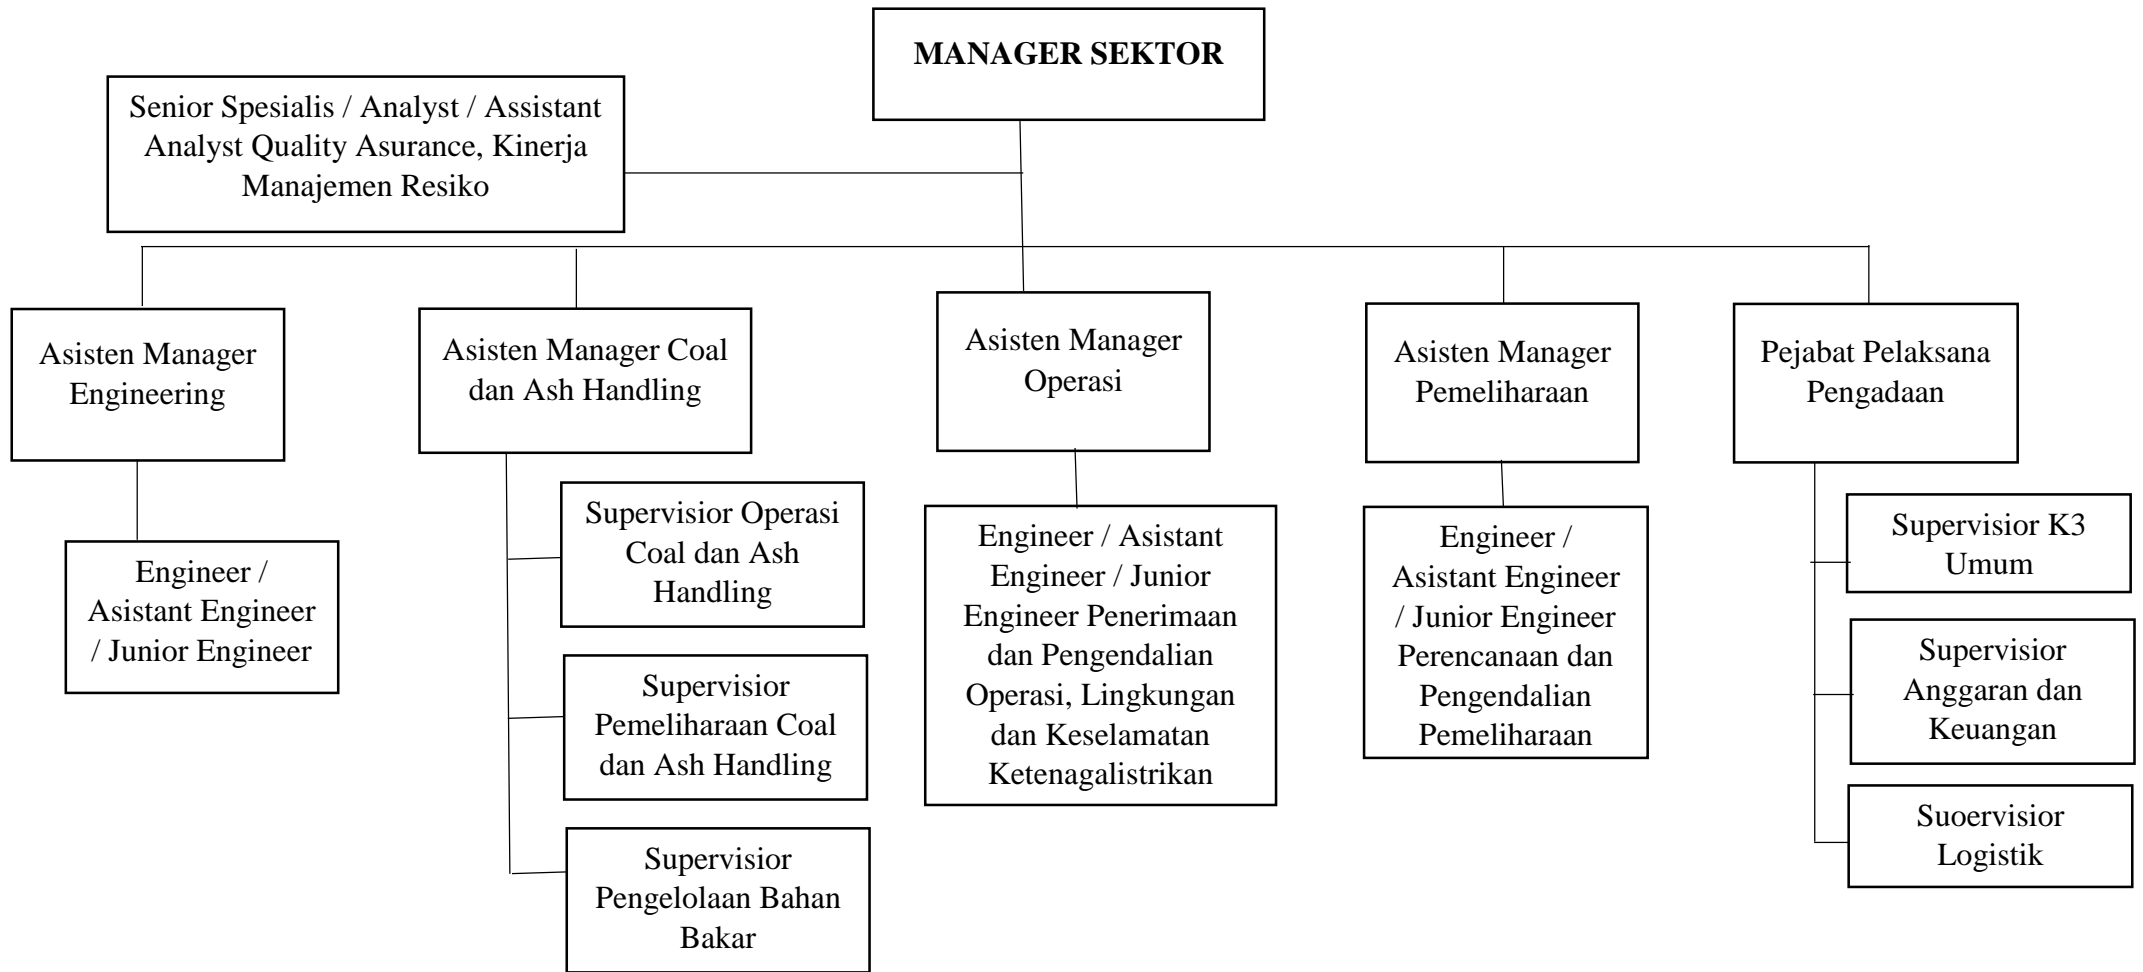 MANAGER SEKTOR
Senior Spesialis / Analyst / Assistant
Analyst Quality Asurance, Kinerja
Manajemen Resiko
Asisten Manager
Engineering
Asisten Manager Coal
dan Ash Handling
Asisten Manager
Operasi
Asisten Manager
Pemeliharaan
Pejabat Pelaksana
Pengadaan
Engineer /
Asistant Engineer
/ Junior Engineer
Supervisior Operasi
Coal dan Ash
Handling
Supervisior
Pemeliharaan Coal
dan Ash Handling
Supervisior
Pengelolaan Bahan
Bakar
Engineer / Asistant
Engineer / Junior
Engineer Penerimaan
dan Pengendalian
Operasi, Lingkungan
dan Keselamatan
Ketenagalistrikan
Engineer /
Asistant Engineer
/ Junior Engineer
Perencanaan dan
Pengendalian
Pemeliharaan
Supervisior K3
Umum
Supervisior
Anggaran dan
Keuangan
Suoervisior
Logistik